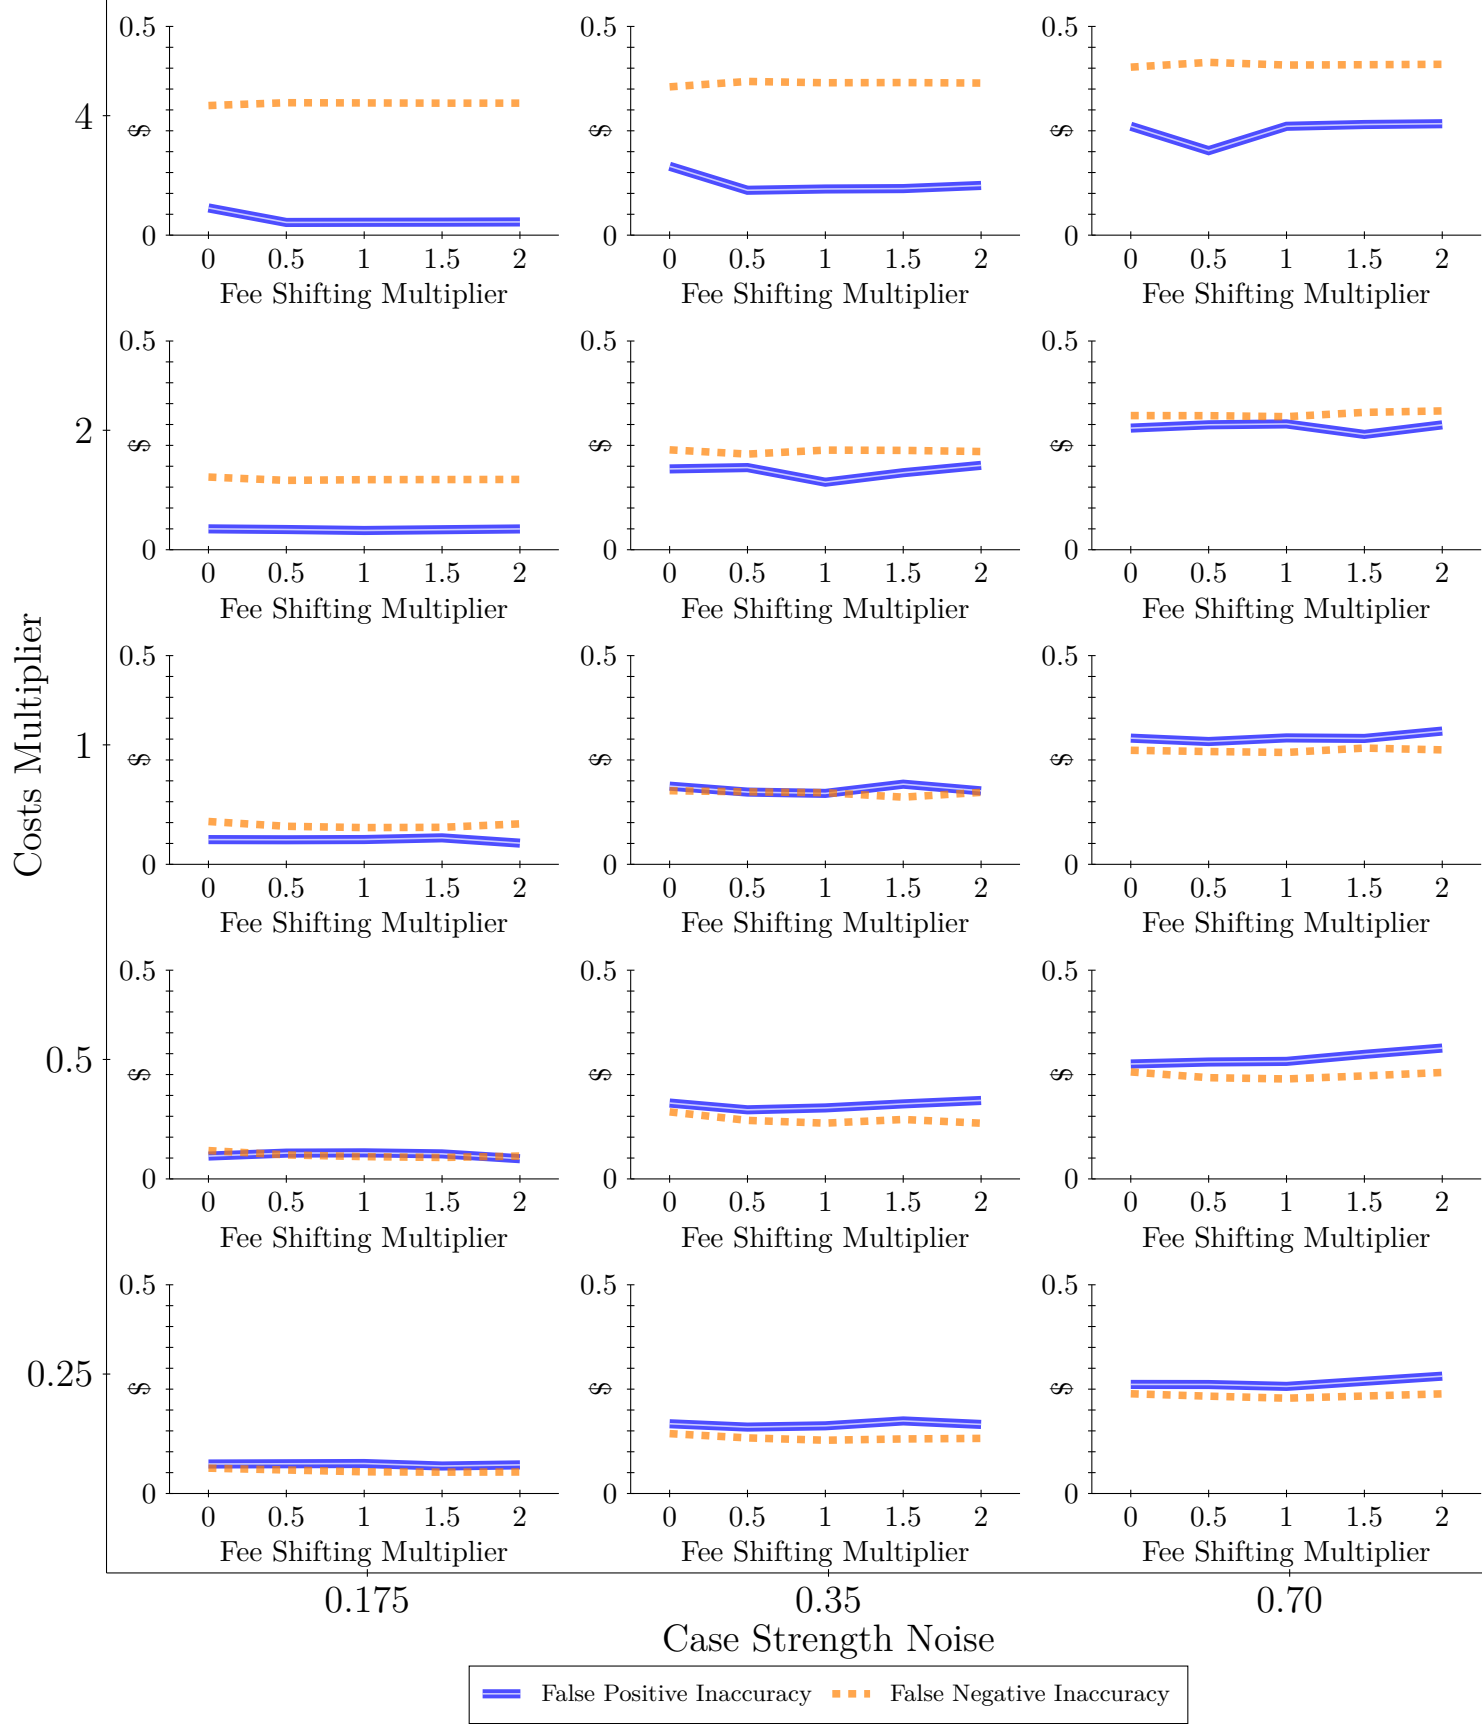 Costs Multiplier
4
0.5
$
0
0 0.5 1 1.5 2
Fee Shifting Multiplier
0.5
$
0
0 0.5 1 1.5 2
Fee Shifting Multiplier
0.5
$
0
0 0.5 1 1.5 2
Fee Shifting Multiplier
2
0.5
$
0
0 0.5 1 1.5 2
Fee Shifting Multiplier
0.5
$
0
0 0.5 1 1.5 2
Fee Shifting Multiplier
0.5
$
0
0 0.5 1 1.5 2
Fee Shifting Multiplier
1
0.5
$
0
0 0.5 1 1.5 2
Fee Shifting Multiplier
0.5
$
0
0 0.5 1 1.5 2
Fee Shifting Multiplier
0.5
$
0
0 0.5 1 1.5 2
Fee Shifting Multiplier
0.5
0.5
$
0
0 0.5 1 1.5 2
Fee Shifting Multiplier
0.5
$
0
0 0.5 1 1.5 2
Fee Shifting Multiplier
0.5
$
0
0 0.5 1 1.5 2
Fee Shifting Multiplier
0.25
0.5
$
0
0 0.5 1 1.5 2
Fee Shifting Multiplier
0.5
$
0
0 0.5 1 1.5 2
Fee Shifting Multiplier
0.5
$
0
0 0.5 1 1.5 2
Fee Shifting Multiplier
0.175 0.35 0.70
Case Strength Noise
False Positive Inaccuracy False Negative Inaccuracy